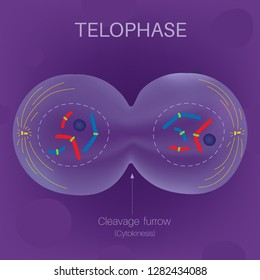 TELOPHASE
Cleavage furrow
(Cytokinesis)
shutterstock.com · 1282434088